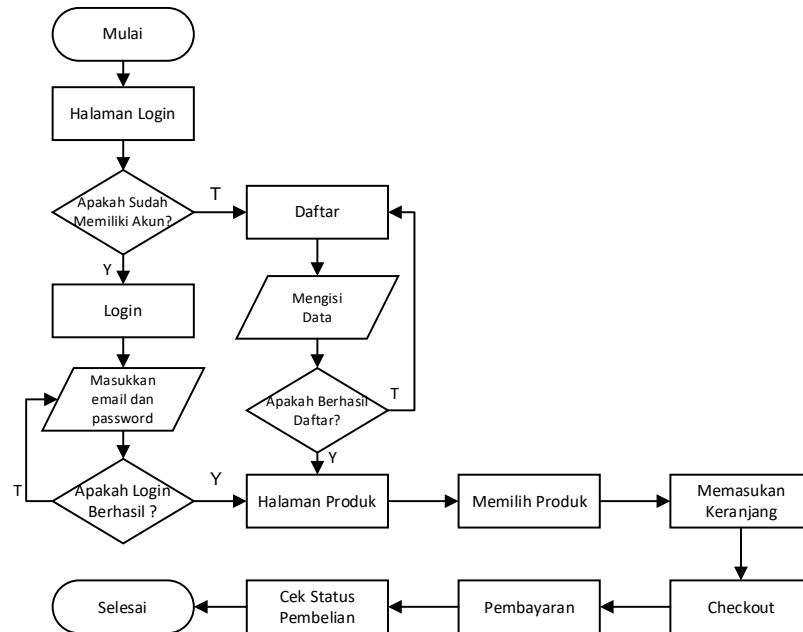 Mulai
Halaman Login
Apakah Sudah
Memiliki Akun?
T
Daftar
Y
Login
Mengisi
Data
Masukkan
email dan
password
Apakah Berhasil
Daftar?
T
Y
T
Apakah Login
Berhasil ?
Y
Halaman Produk
Memilih Produk
Memasukan
Keranjang
Selesai
Cek Status
Pembelian
Pembayaran
Checkout